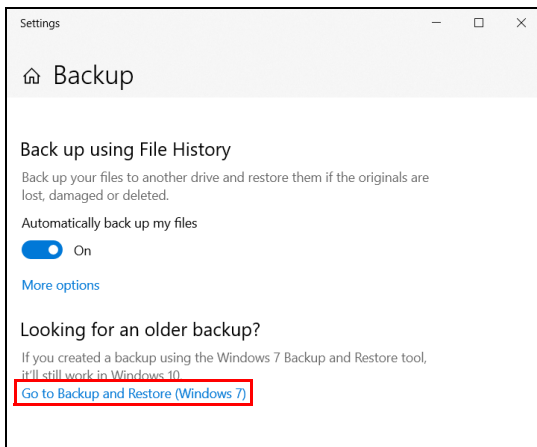 Settings
Backup
Back up using File History
Back up your files to another drive and restore them if the originals are
lost, damaged or deleted.
Automatically back up my files
On
More options
Looking for an older backup?
If you created a backup using the Windows 7 Backup and Restore tool,
it'll still work in Windows 10.
Go to Backup and Restore (Windows 7)